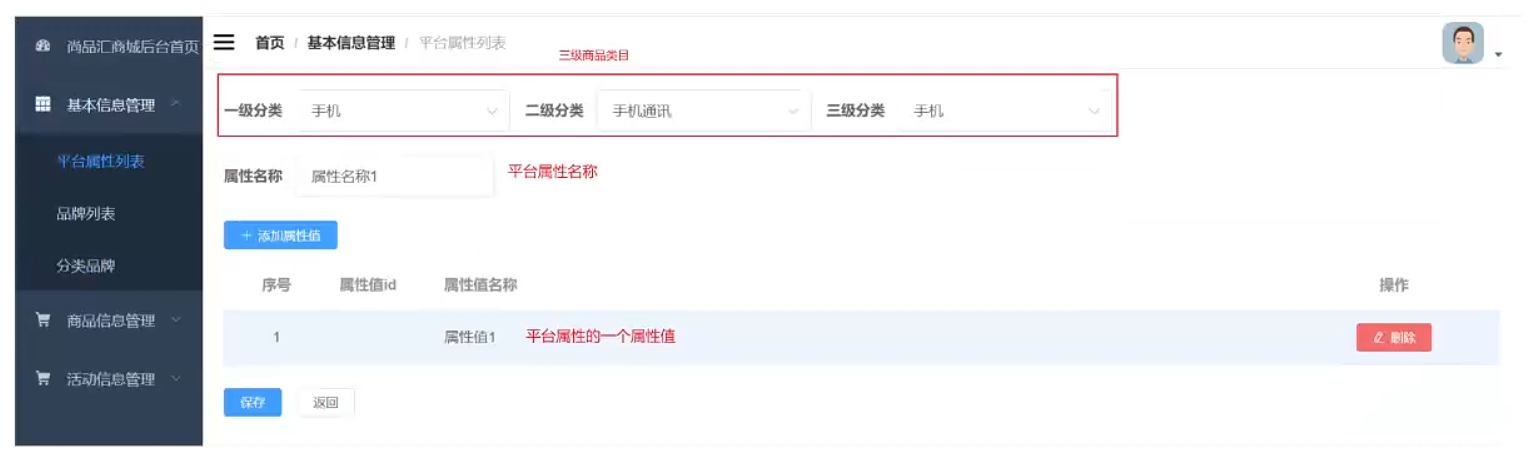 尚品汇商城后台首页
首页 / 基本信息管理 / 平台属性列表
三级商品类目
基本信息管理
一级分类 手机 二级分类 手机通讯 三级分类 手机
平台属性列表
属性名称 属性名称1 平台属性名称
品牌列表
+ 添加属性值
分类品牌
序号 属性值id 属性值名称 操作
商品信息管理
1 属性值1 平台属性的一个属性值 删除
活动信息管理
保存 返回